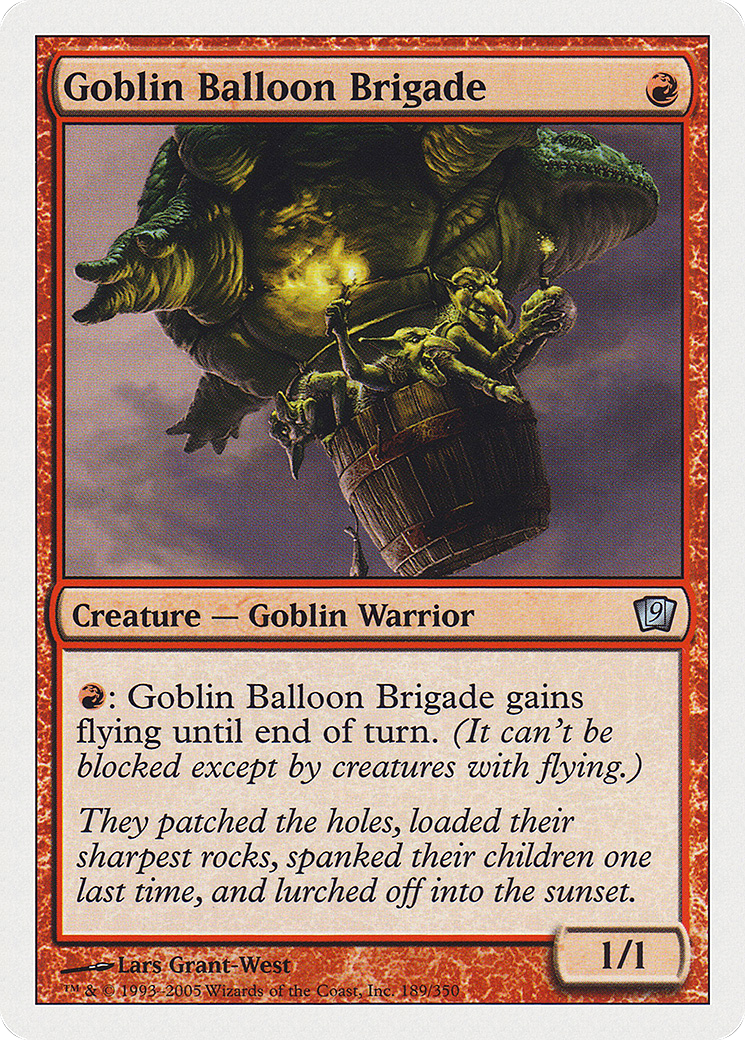 Goblin Balloon Brigade
Creature — Goblin Warrior
9
: Goblin Balloon Brigade gains
flying until end of turn. (It can't be
blocked except by creatures with flying.)
They patched the holes, loaded their
sharpest rocks, spanked their children one
last time, and lurched off into the sunset.
1/1
Lars Grant-West
™ & © 1993-2005 Wizards of the Coast, Inc. 189/350